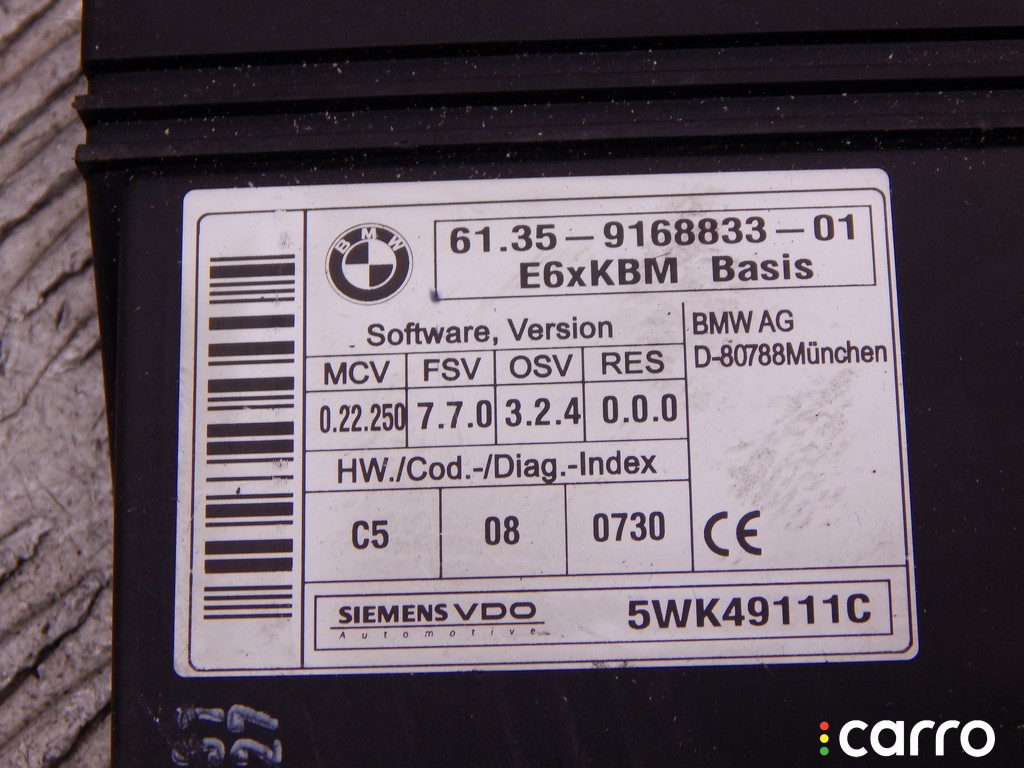 BMW
61.35-9168833-01
E6xKBM Basis
Software, Version
MCV FSV OSV RES
0.22.250 7.7.0 3.2.4 0.0.0
BMW AG
D-80788München
HW./Cod.-/Diag.-Index
C5 08 0730
CE
SIEMENS VDO
Automotive
5WK49111C
carro